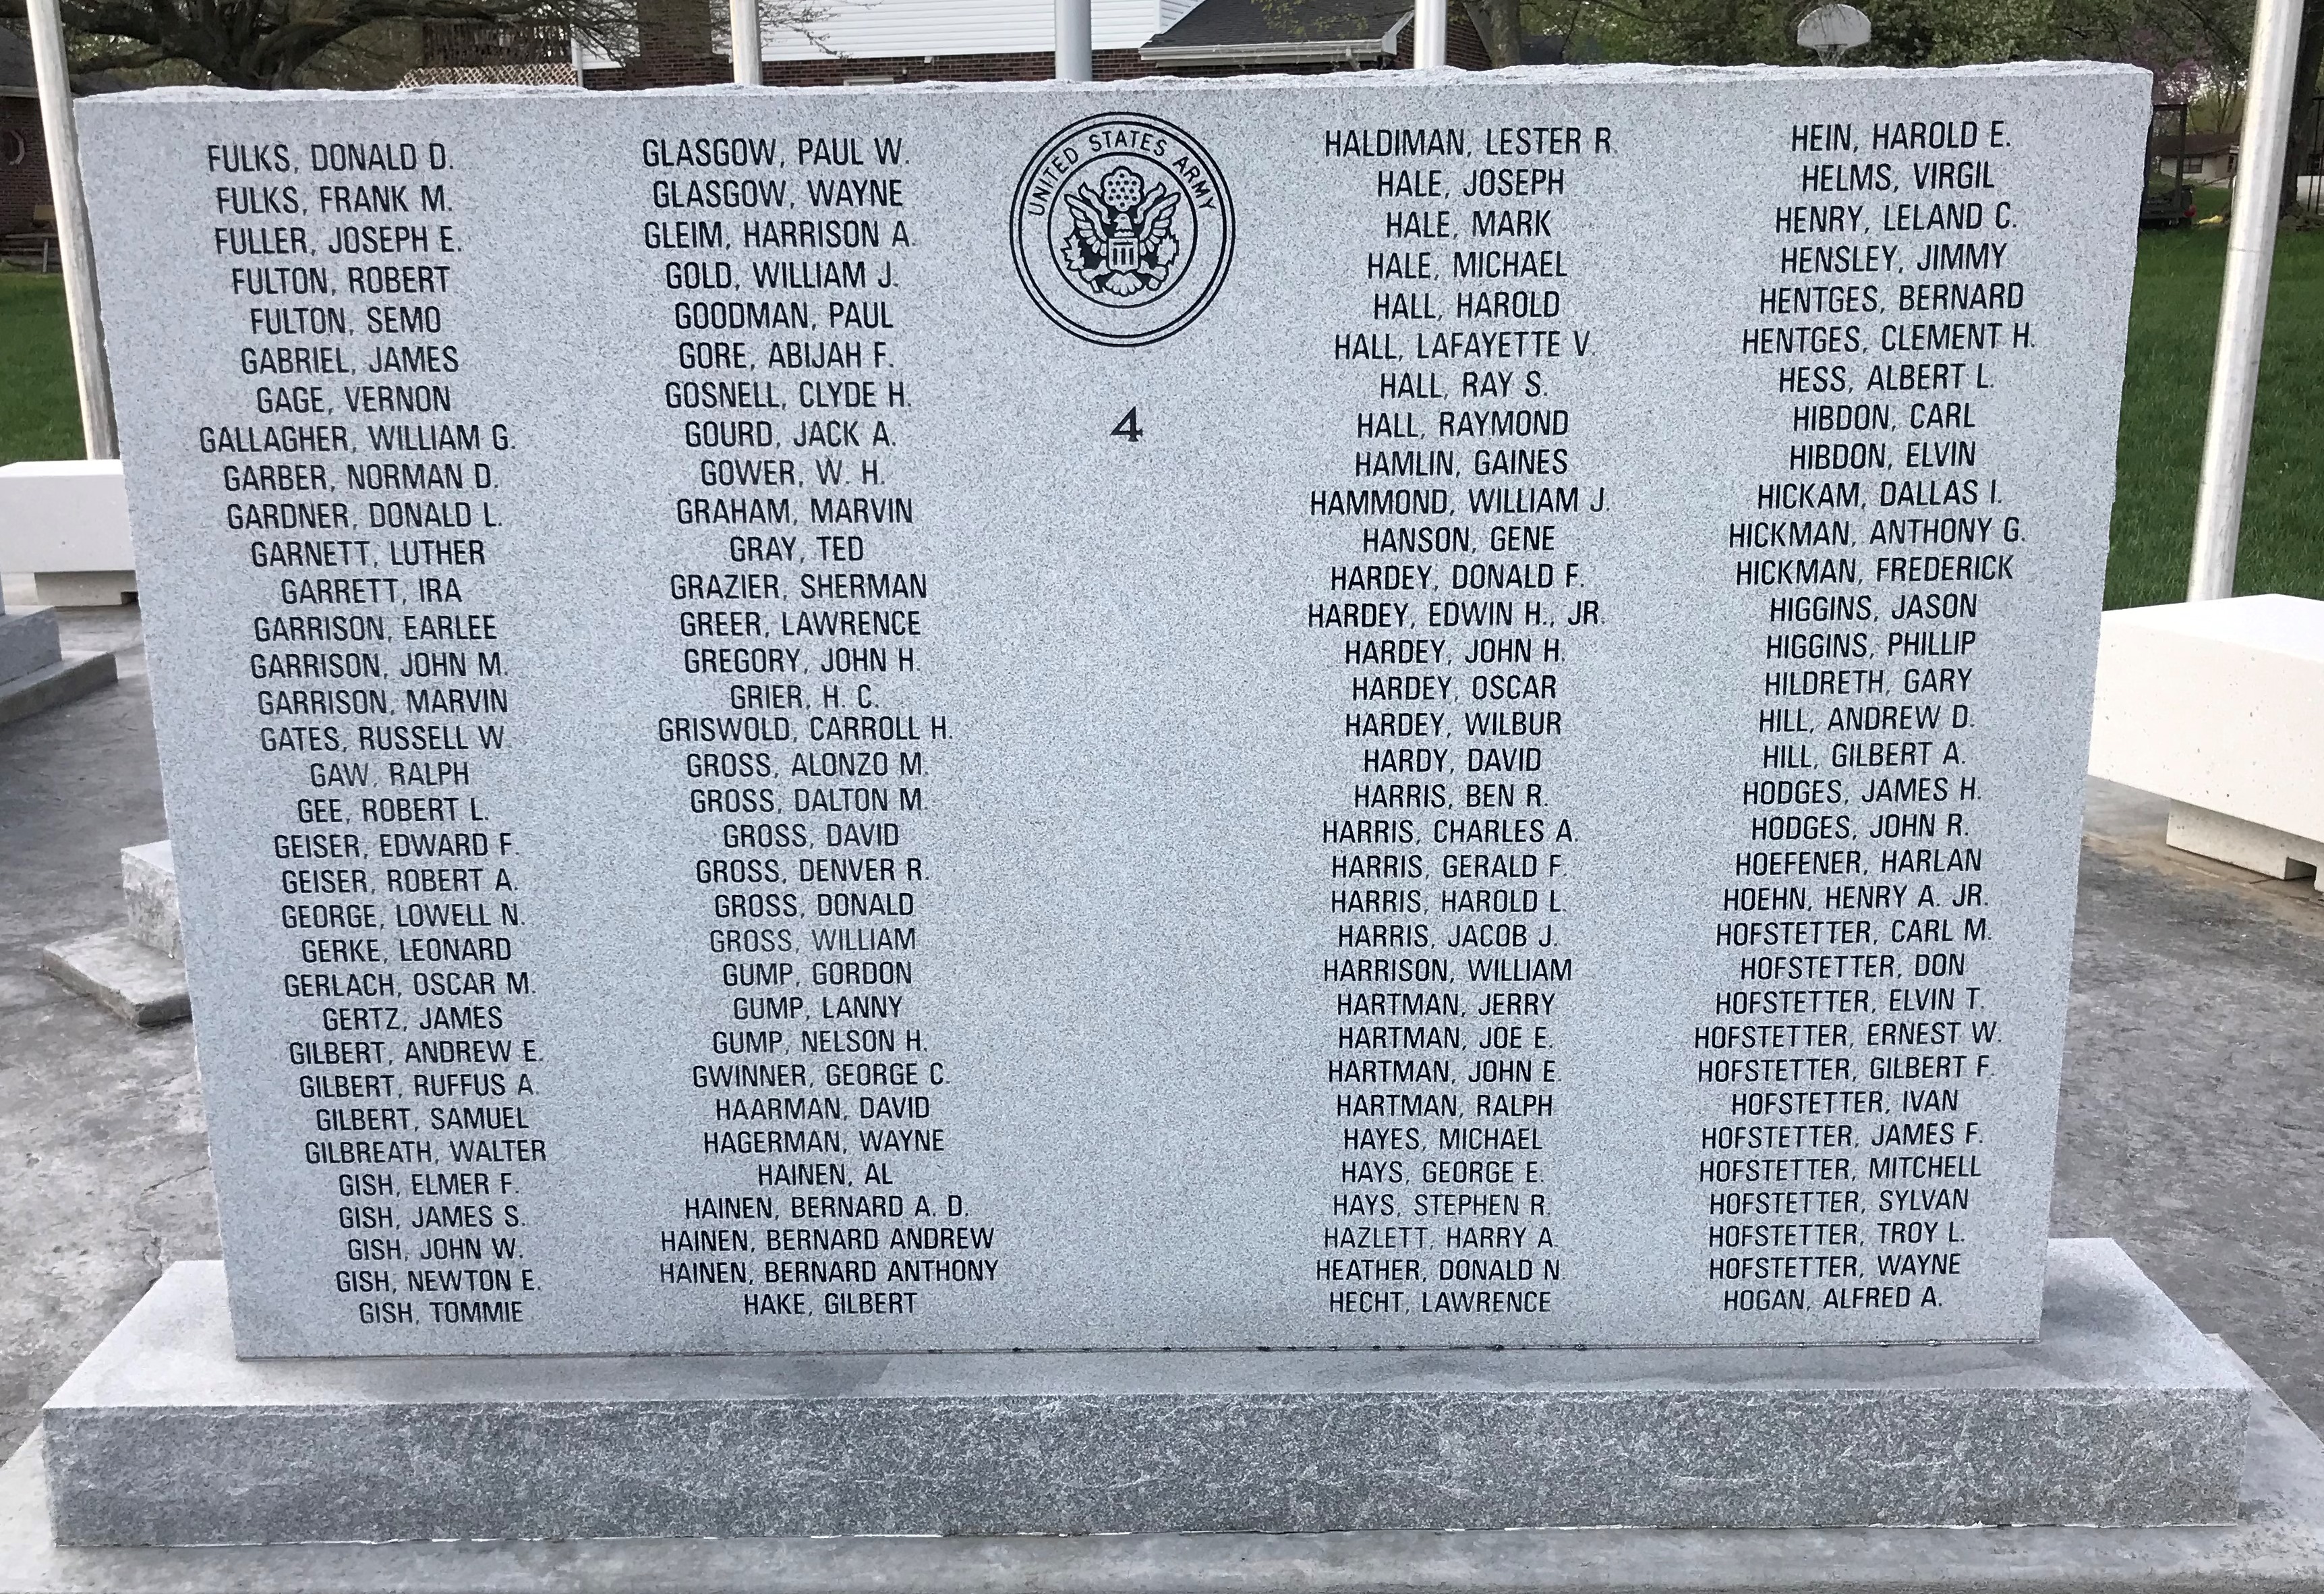 FULKS, DONALD D.
FULKS, FRANK M.
FULLER, JOSEPH E.
FULTON, ROBERT
FULTON, SEMO
GABRIEL, JAMES
GAGE, VERNON
GALLAGHER, WILLIAM G.
GARBER, NORMAN D.
GARDNER, DONALD L.
GARNETT, LUTHER
GARRETT, IRA
GARRISON, EARLEE
GARRISON, JOHN M.
GARRISON, MARVIN
GATES, RUSSELL W.
GAW, RALPH
GEE, ROBERT L.
GEISER, EDWARD F.
GEISER, ROBERT A.
GEORGE, LOWELL N.
GERKE, LEONARD
GERLACH, OSCAR M.
GERTZ, JAMES
GILBERT, ANDREW E.
GILBERT, RUFFUS A.
GILBERT, SAMUEL
GILBREATH, WALTER
GISH, ELMER F.
GISH, JAMES S.
GISH, JOHN W.
GISH, NEWTON E.
GISH, TOMMIE
GLASGOW, PAUL W.
GLASGOW, WAYNE
GLEIM, HARRISON A.
GOLD, WILLIAM J.
GOODMAN, PAUL
GORE, ABIJAH F.
GOSNELL, CLYDE H.
GOURD, JACK A.
GOWER, W. H.
GRAHAM, MARVIN
GRAY, TED
GRAZIER, SHERMAN
GREER, LAWRENCE
GREGORY, JOHN H.
GRIER, H. C.
GRISWOLD, CARROLL H.
GROSS, ALONZO M.
GROSS, DALTON M.
GROSS, DAVID
GROSS, DENVER R.
GROSS, DONALD
GROSS, WILLIAM
GUMP, GORDON
GUMP, LANNY
GUMP, NELSON H.
GWINNER, GEORGE C.
HAARMAN, DAVID
HAGERMAN, WAYNE
HAINEN, AL
HAINEN, BERNARD A. D.
HAINEN, BERNARD ANDREW
HAINEN, BERNARD ANTHONY
HAKE, GILBERT
UNITED STATES ARMY
4
HALDIMAN, LESTER R.
HALE, JOSEPH
HALE, MARK
HALE, MICHAEL
HALL, HAROLD
HALL, LAFAYETTE V.
HALL, RAY S.
HALL, RAYMOND
HAMLIN, GAINES
HAMMOND, WILLIAM J.
HANSON, GENE
HARDEY, DONALD F.
HARDEY, EDWIN H., JR.
HARDEY, JOHN H.
HARDEY, OSCAR
HARDEY, WILBUR
HARDY, DAVID
HARRIS, BEN R.
HARRIS, CHARLES A.
HARRIS, GERALD F.
HARRIS, HAROLD L.
HARRIS, JACOB J.
HARRISON, WILLIAM
HARTMAN, JERRY
HARTMAN, JOE E.
HARTMAN, JOHN E.
HARTMAN, RALPH
HAYES, MICHAEL
HAYS, GEORGE E.
HAYS, STEPHEN R.
HAZLETT, HARRY A.
HEATHER, DONALD N.
HECHT, LAWRENCE
HEIN, HAROLD E.
HELMS, VIRGIL
HENRY, LELAND C.
HENSLEY, JIMMY
HENTGES, BERNARD
HENTGES, CLEMENT H.
HESS, ALBERT L.
HIBDON, CARL
HIBDON, ELVIN
HICKAM, DALLAS I.
HICKMAN, ANTHONY G.
HICKMAN, FREDERICK
HIGGINS, JASON
HIGGINS, PHILLIP
HILDRETH, GARY
HILL, ANDREW D.
HILL, GILBERT A.
HODGES, JAMES H.
HODGES, JOHN R.
HOEFENER, HARLAN
HOEHN, HENRY A. JR.
HOFSTETTER, CARL M.
HOFSTETTER, DON
HOFSTETTER, ELVIN T.
HOFSTETTER, ERNEST W.
HOFSTETTER, GILBERT F.
HOFSTETTER, IVAN
HOFSTETTER, JAMES F.
HOFSTETTER, MITCHELL
HOFSTETTER, SYLVAN
HOFSTETTER, TROY L.
HOFSTETTER, WAYNE
HOGAN, ALFRED A.